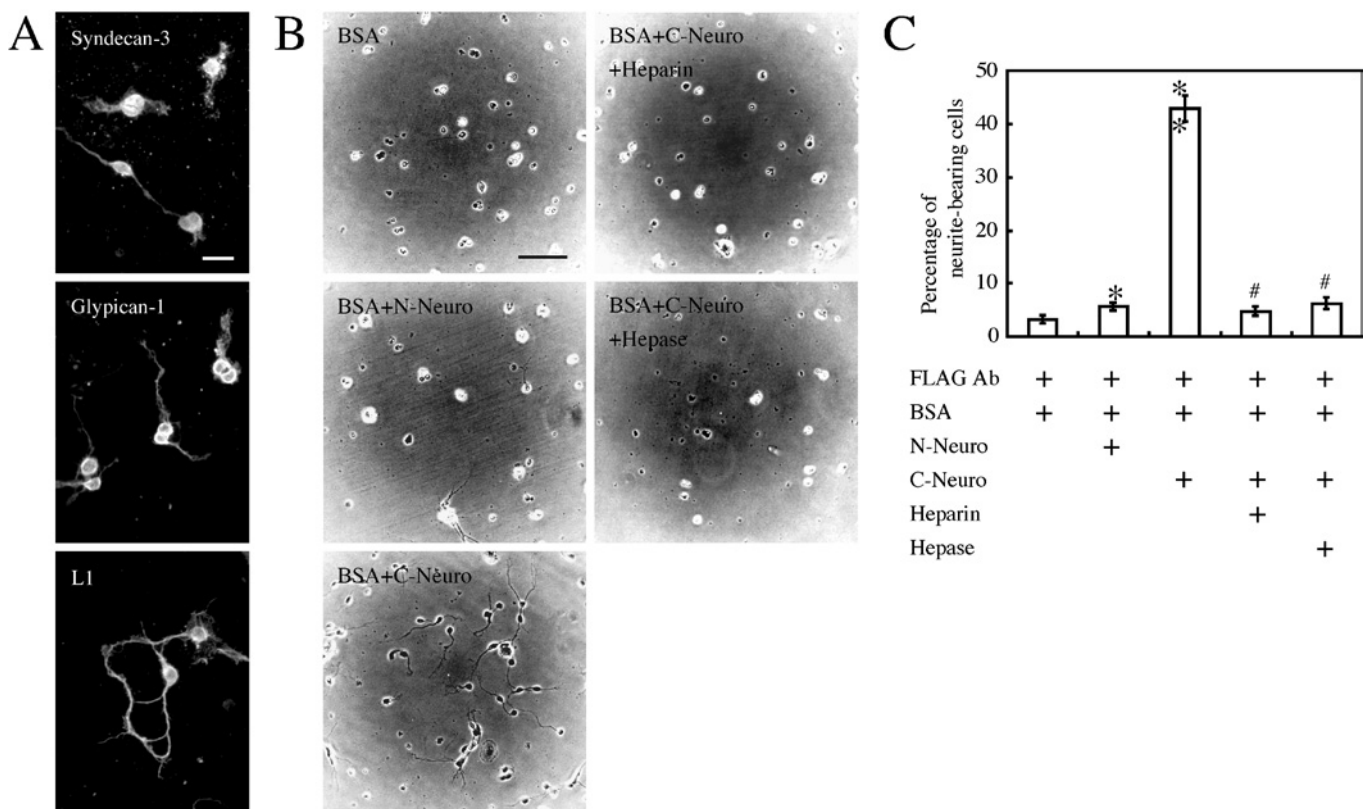 A
B
C
Syndecan-3
Glypican-1
L1
BSA
BSA+C-Neuro
+Heparin
BSA+N-Neuro
BSA+C-Neuro
+Hepase
BSA+C-Neuro
Percentage of
neurite-bearing cells
50
40
30
20
10
0
*
*
*
#
#
FLAG Ab + + + + +
BSA + + + + +
N-Neuro +
C-Neuro + + +
Heparin +
Hepase +